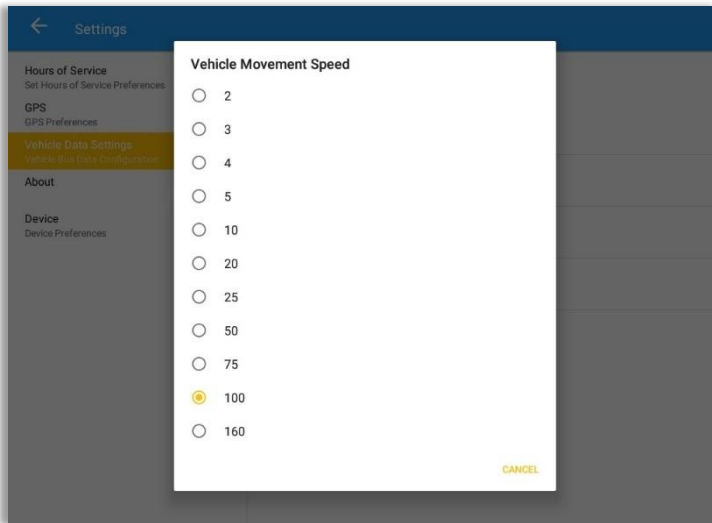 Settings
Hours of Service
Set Hours of Service Preferences
GPS
GPS Preferences
Vehicle Data Settings
Vehicle Bus Data Configuration
About
Device
Device Preferences
Vehicle Movement Speed
2
3
4
5
10
20
25
50
75
100
160
CANCEL